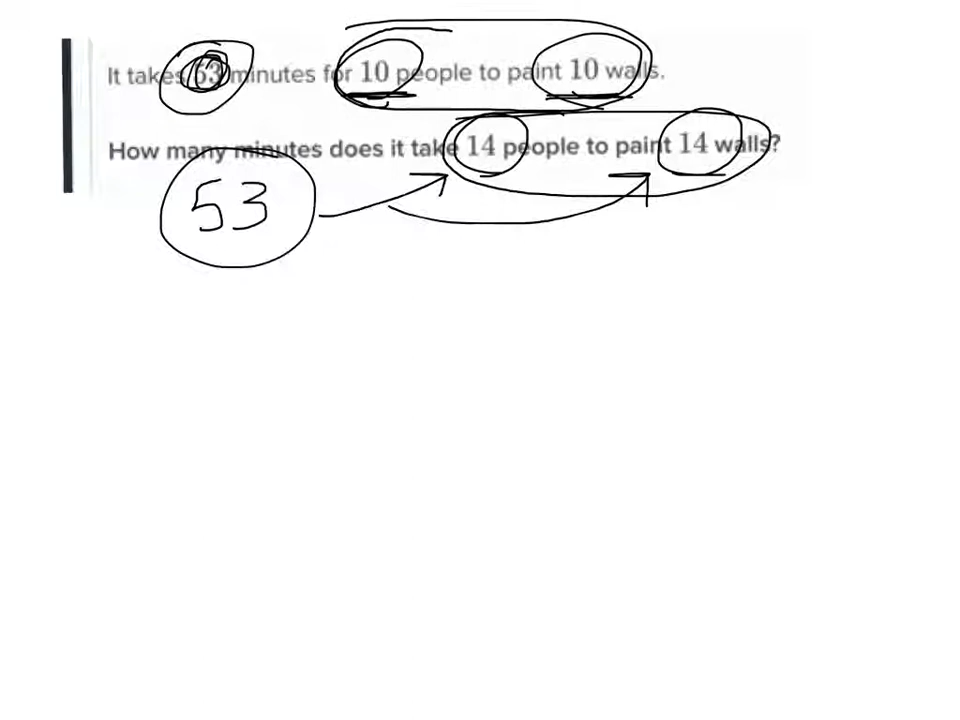 It takes 53 minutes for 10 people to paint 10 walls.
How many minutes does it take 14 people to paint 14 walls?
53